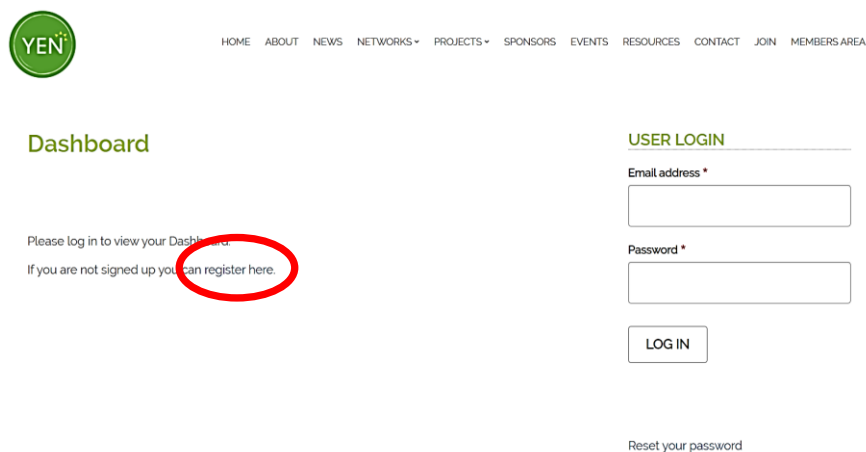 YEN
HOME ABOUT NEWS NETWORKS PROJECTS SPONSORS EVENTS RESOURCES CONTACT JOIN MEMBERS AREA
Dashboard
Please log in to view your Dashboard.
If you are not signed up you can register here.
USER LOGIN
Email address *
Password *
LOG IN
Reset your password